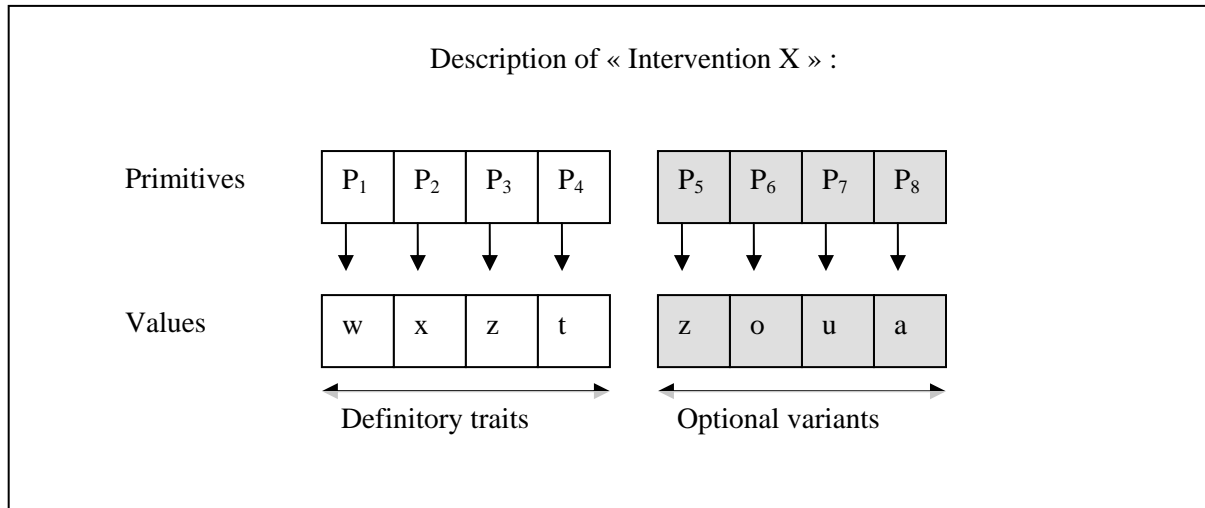 Description of « Intervention X » :
Primitives P₁ P₂ P₃ P₄ P₅ P₆ P₇ P₈
Values w x z t z o u a
Definitory traits Optional variants